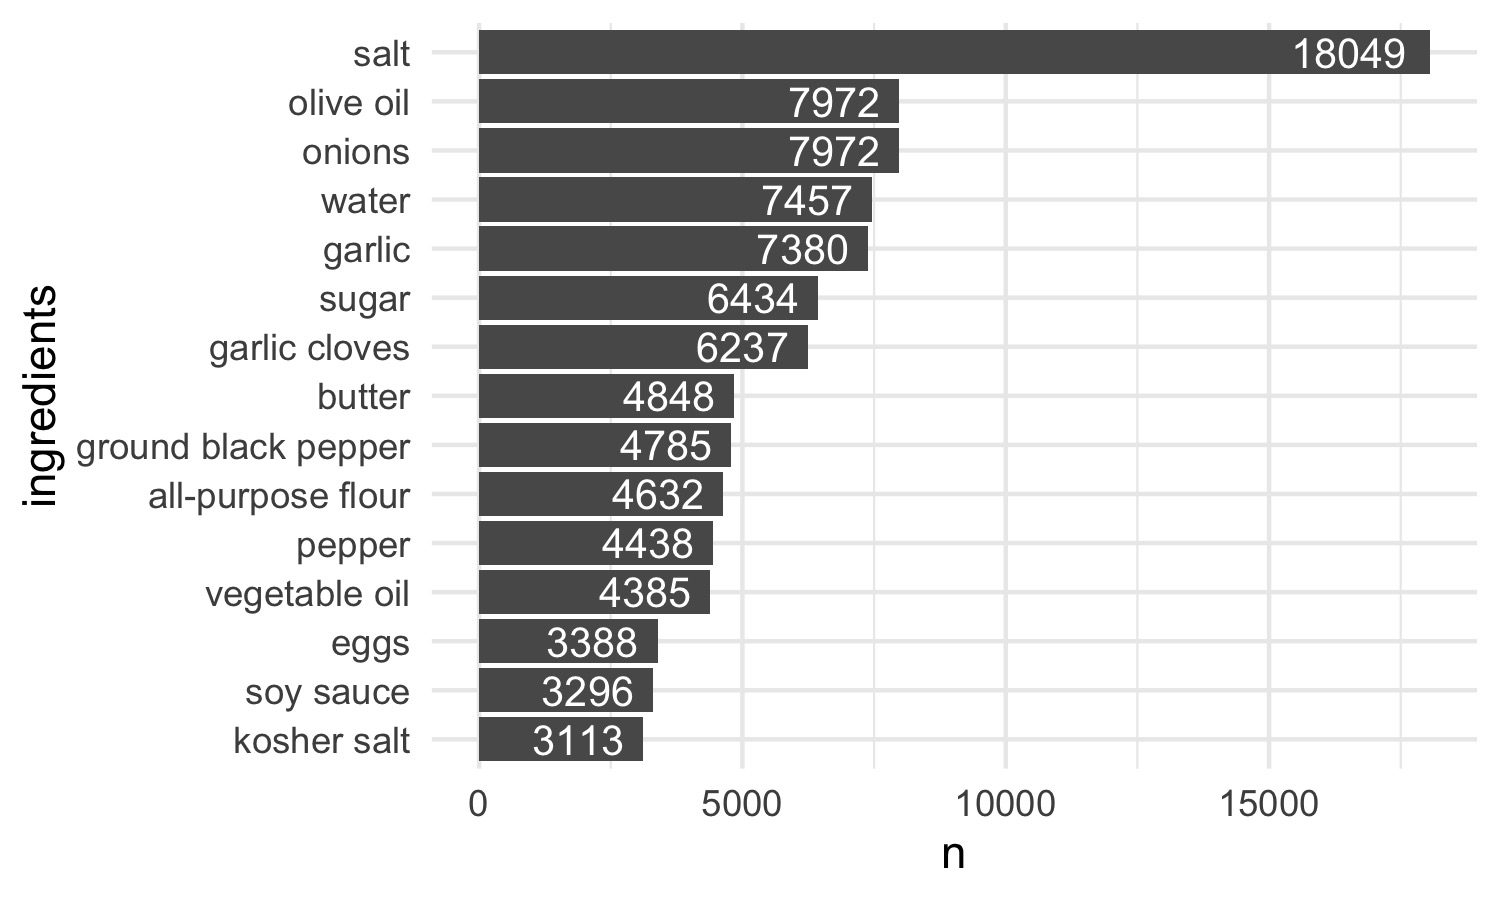 ingredients
salt 18049
olive oil 7972
onions 7972
water 7457
garlic 7380
sugar 6434
garlic cloves 6237
butter 4848
ground black pepper 4785
all-purpose flour 4632
pepper 4438
vegetable oil 4385
eggs 3388
soy sauce 3296
kosher salt 3113
0 5000 10000 15000
n